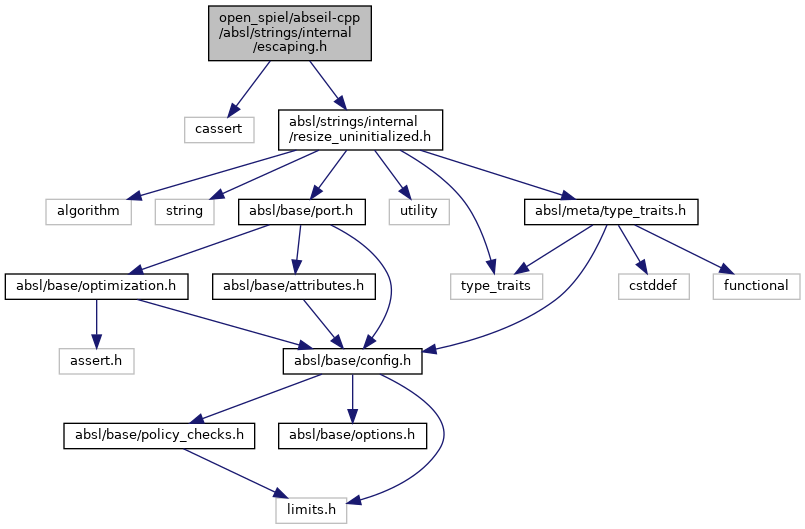 open_spiel/abseil-cpp
/absl/strings/internal
/escaping.h
cassert
absl/strings/internal
/resize_uninitialized.h
algorithm
string
absl/base/port.h
utility
absl/meta/type_traits.h
absl/base/optimization.h
absl/base/attributes.h
type_traits
cstddef
functional
assert.h
absl/base/config.h
absl/base/policy_checks.h
absl/base/options.h
limits.h